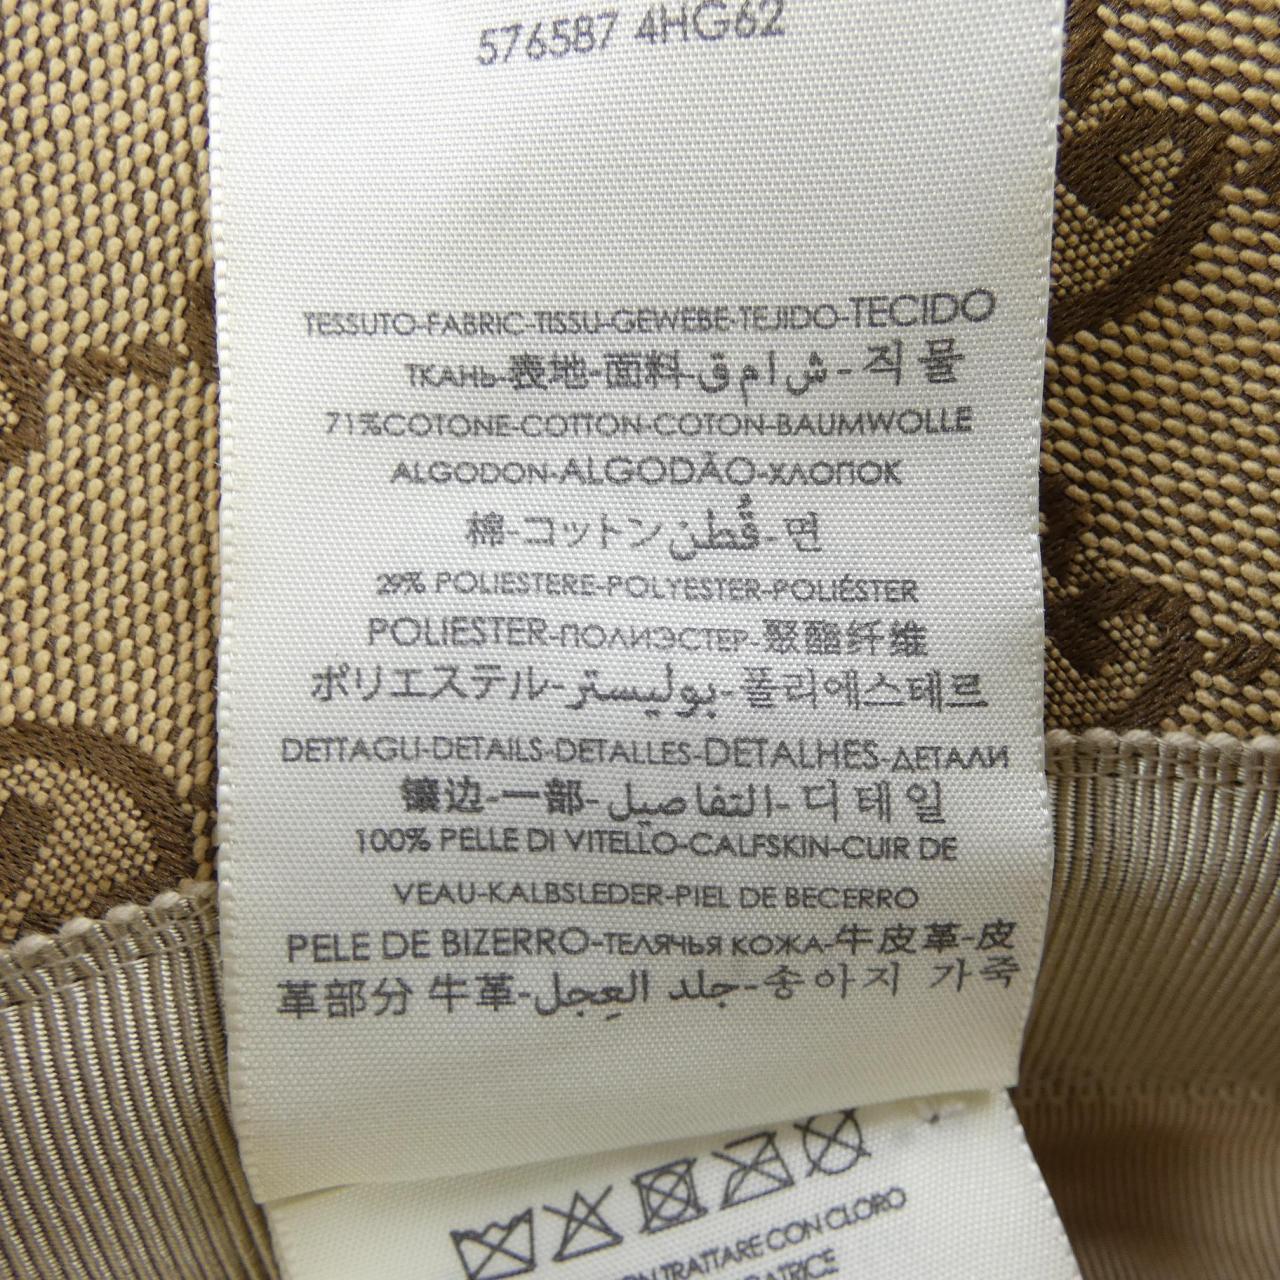 576587 4HG62
TESSUTO-FABRIC-TISSU-GEWEBE-TEJIDO-TECIDO
ТКАНЬ-表地-面料-ش ا م ق-직물
71%COTONE-COTTON-COTON-BAUMWOLLE
ALGODON-ALGODÃO-ХЛОПОК
棉-コットン-قُطن-면
29% POLIESTERE-POLYESTER-POLIÉSTER
POLIESTER-ПОЛИЭСТЕР-聚酯纤维
ポリエステル-بوليستر-폴리에스테르
DETTAGLI-DETAILS-DETALLES-DETALHES-ДЕТАЛИ
镶边-一部-التفاصيل-디테일
100% PELLE DI VITELLO-CALFSKIN-CUIR DE
VEAU-KALBSLEDER-PIEL DE BECERRO
PELE DE BIZERRO-ТЕЛЯЧЬЯ КОЖА-牛皮革-皮
革部分 牛革-جلد العِجل-송아지 가죽
TRATTARE CON CLORO